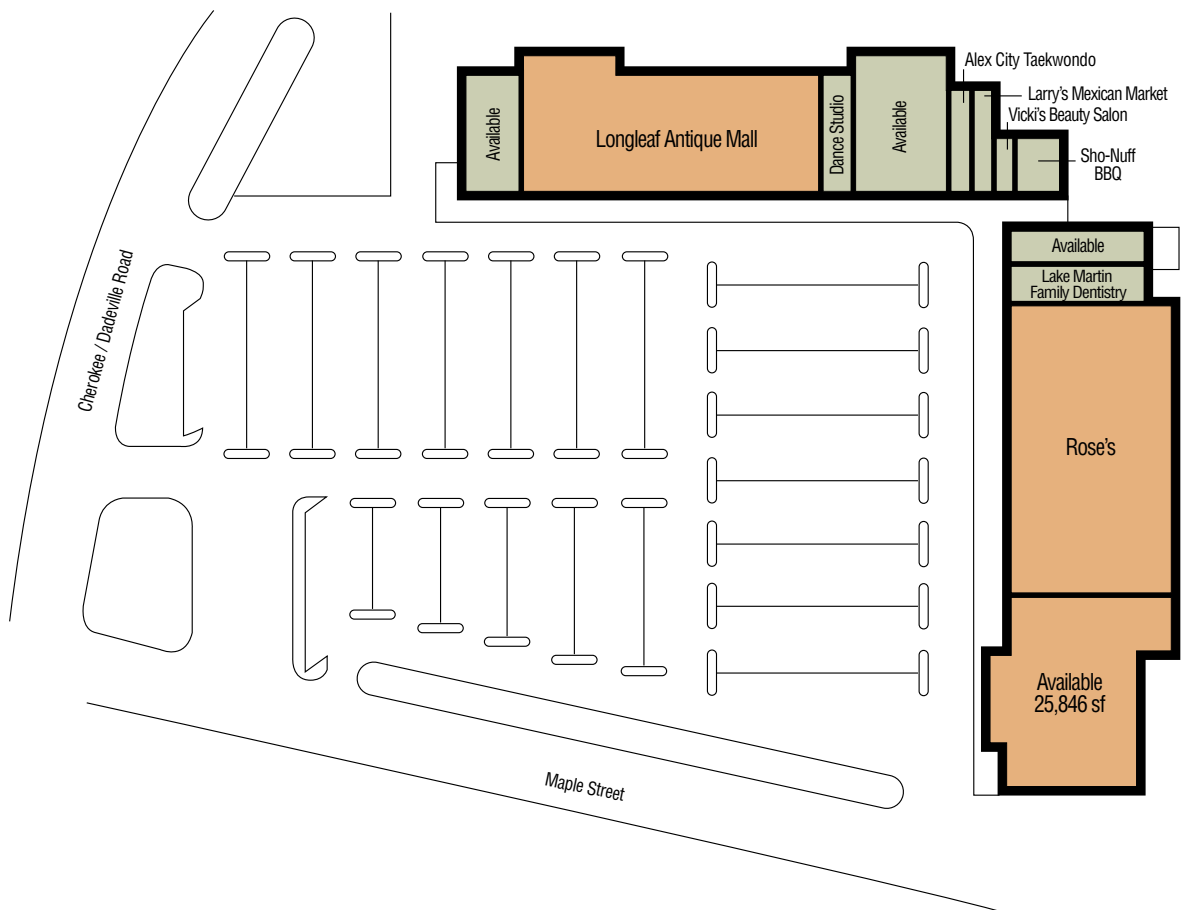 Alex City Taekwondo
Larry's Mexican Market
Vicki's Beauty Salon
Sho-Nuff
BBQ
Available
Longleaf Antique Mall
Dance Studio
Available
Available
Lake Martin
Family Dentistry
Rose's
Available
25,846 sf
Cherokee / Dadeville Road
Maple Street